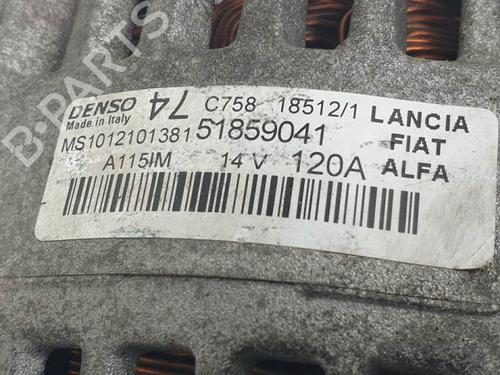 DENSO 74 C758 18512/1 LANCIA
Made in Italy
MS1012101381 51859041 FIAT
A115IM 14 V 120A ALFA
B-PARTS